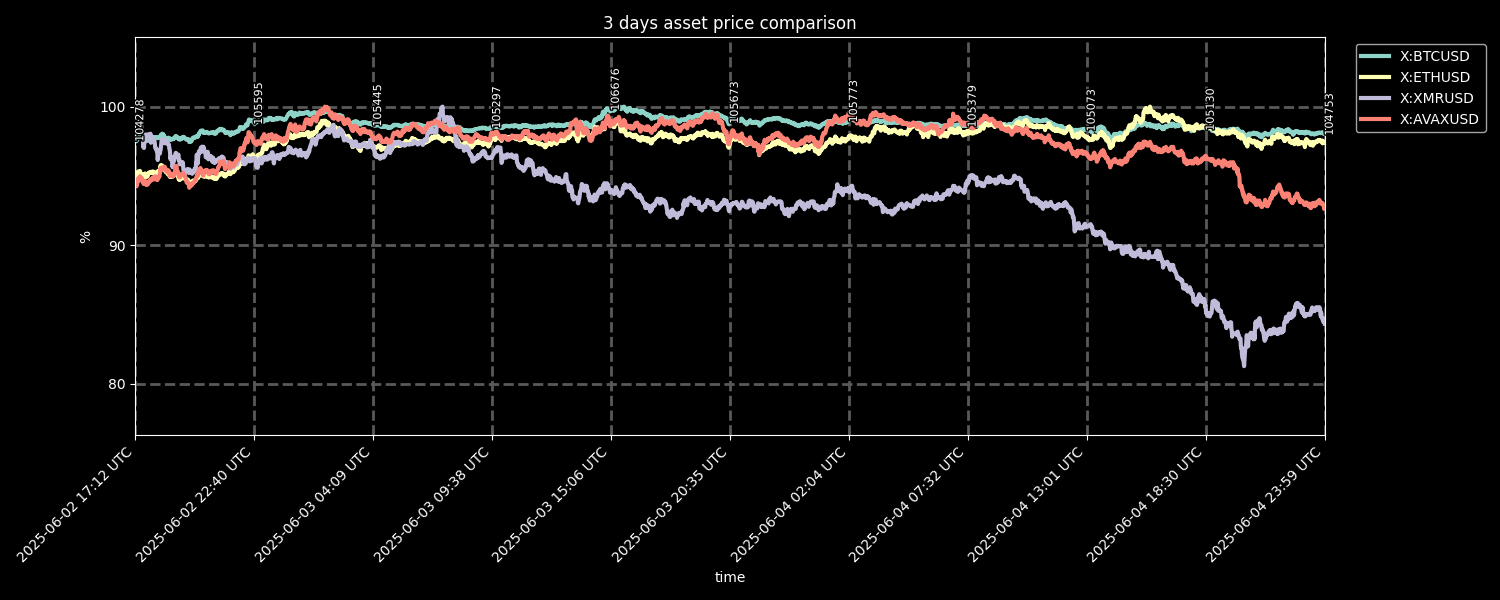 3 days asset price comparison
X:BTCUSD
X:ETHUSD
X:XMRUSD
X:AVAXUSD
100
90
80
%
104278
105595
105445
105297
106676
105673
105773
105379
105073
105130
104753
2025-06-02 17:12 UTC
2025-06-02 22:40 UTC
2025-06-03 04:09 UTC
2025-06-03 09:38 UTC
2025-06-03 15:06 UTC
2025-06-03 20:35 UTC
2025-06-04 02:04 UTC
2025-06-04 07:32 UTC
2025-06-04 13:01 UTC
2025-06-04 18:30 UTC
2025-06-04 23:59 UTC
time